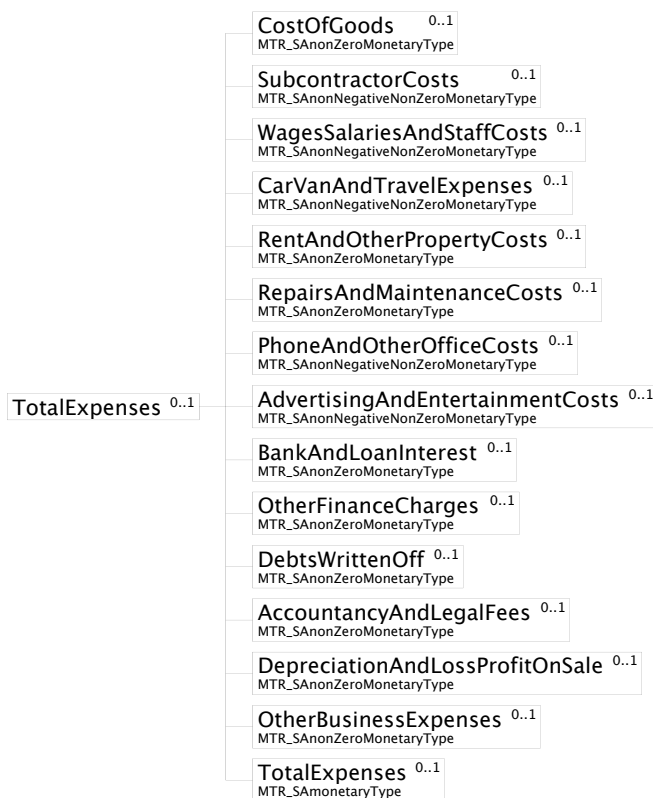 CostOfGoods 0..1
MTR_SAnonZeroMonetaryType
SubcontractorCosts 0..1
MTR_SAnonNegativeNonZeroMonetaryType
WagesSalariesAndStaffCosts 0..1
MTR_SAnonNegativeNonZeroMonetaryType
CarVanAndTravelExpenses 0..1
MTR_SAnonNegativeNonZeroMonetaryType
RentAndOtherPropertyCosts 0..1
MTR_SAnonZeroMonetaryType
RepairsAndMaintenanceCosts 0..1
MTR_SAnonZeroMonetaryType
PhoneAndOtherOfficeCosts 0..1
MTR_SAnonNegativeNonZeroMonetaryType
TotalExpenses 0..1
AdvertisingAndEntertainmentCosts 0..1
MTR_SAnonNegativeNonZeroMonetaryType
BankAndLoanInterest 0..1
MTR_SAnonZeroMonetaryType
OtherFinanceCharges 0..1
MTR_SAnonZeroMonetaryType
DebtsWrittenOff 0..1
MTR_SAnonZeroMonetaryType
AccountancyAndLegalFees 0..1
MTR_SAnonZeroMonetaryType
DepreciationAndLossProfitOnSale 0..1
MTR_SAnonZeroMonetaryType
OtherBusinessExpenses 0..1
MTR_SAnonZeroMonetaryType
TotalExpenses 0..1
MTR_SAmonetaryType